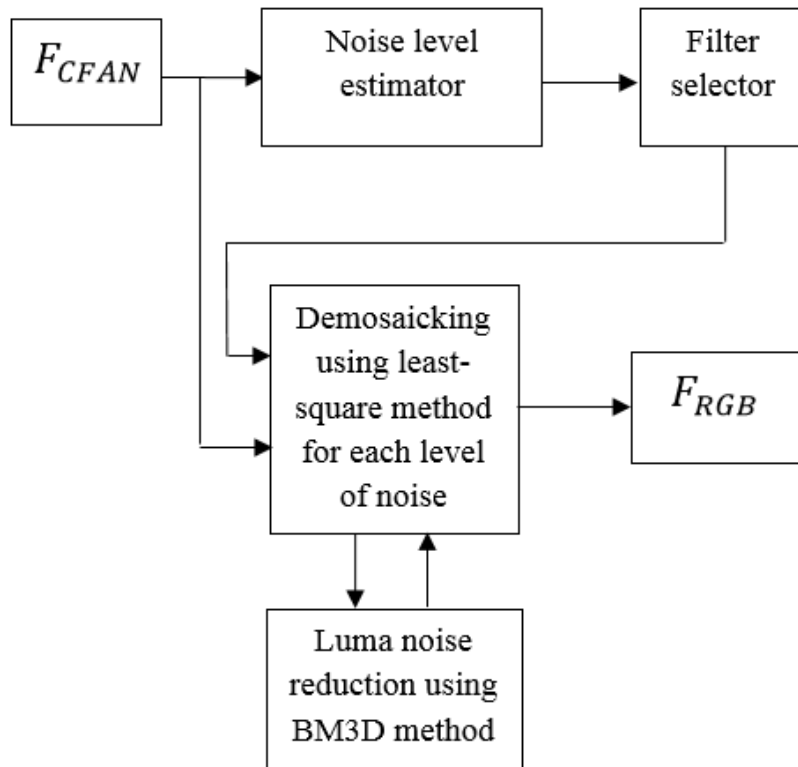 F_CFAN
Noise level
estimator
Filter
selector
Demosaicking
using least-
square method
for each level
of noise
F_RGB
Luma noise
reduction using
BM3D method